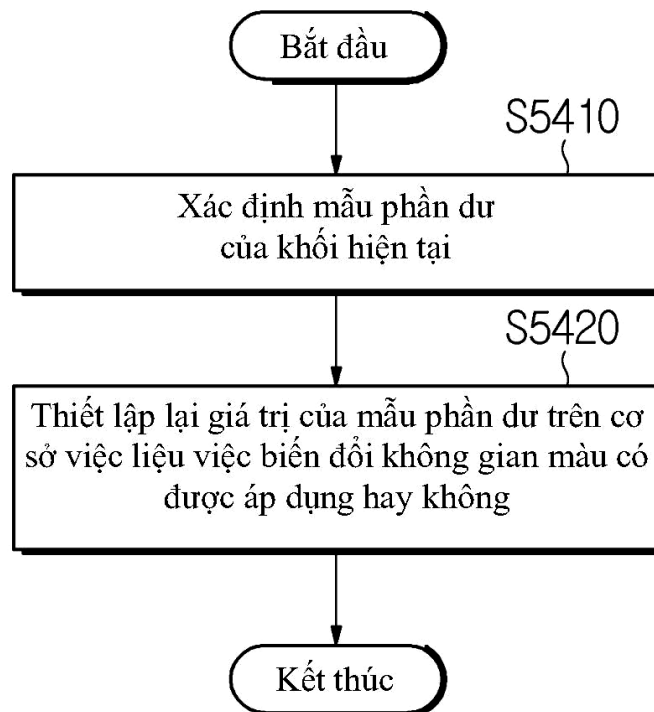 Bắt đầu
S5410
Xác định mẫu phần dư
của khối hiện tại
S5420
Thiết lập lại giá trị của mẫu phần dư trên cơ
sở việc liệu việc biến đổi không gian màu có
được áp dụng hay không
Kết thúc